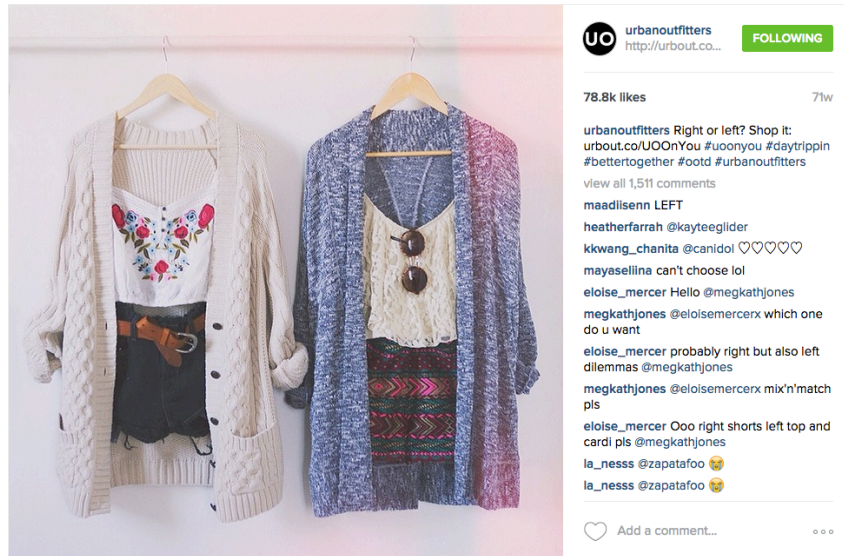 UO
urbanoutfitters
http://urbout.co...
FOLLOWING
78.8k likes
71w
urbanoutfitters Right or left? Shop it:
urbout.co/UOOnYou #uoonyou #daytrippin
#bettertogether #ootd #urbanoutfitters
view all 1,511 comments
maadiisenn LEFT
heatherfarrah @kayteeglider
kkwang_chanita @canidol ♡♡♡♡♡
mayaseliina can't choose lol
eloise_mercer Hello @megkathjones
megkathjones @eloisemercerx which one
do u want
eloise_mercer probably right but also left
dilemmas @megkathjones
megkathjones @eloisemercerx mix'n'match
pls
eloise_mercer Ooo right shorts left top and
cardi pls @megkathjones
la_nesss @zapatafoo 😭
la_nesss @zapatafoo 😭
Add a comment...